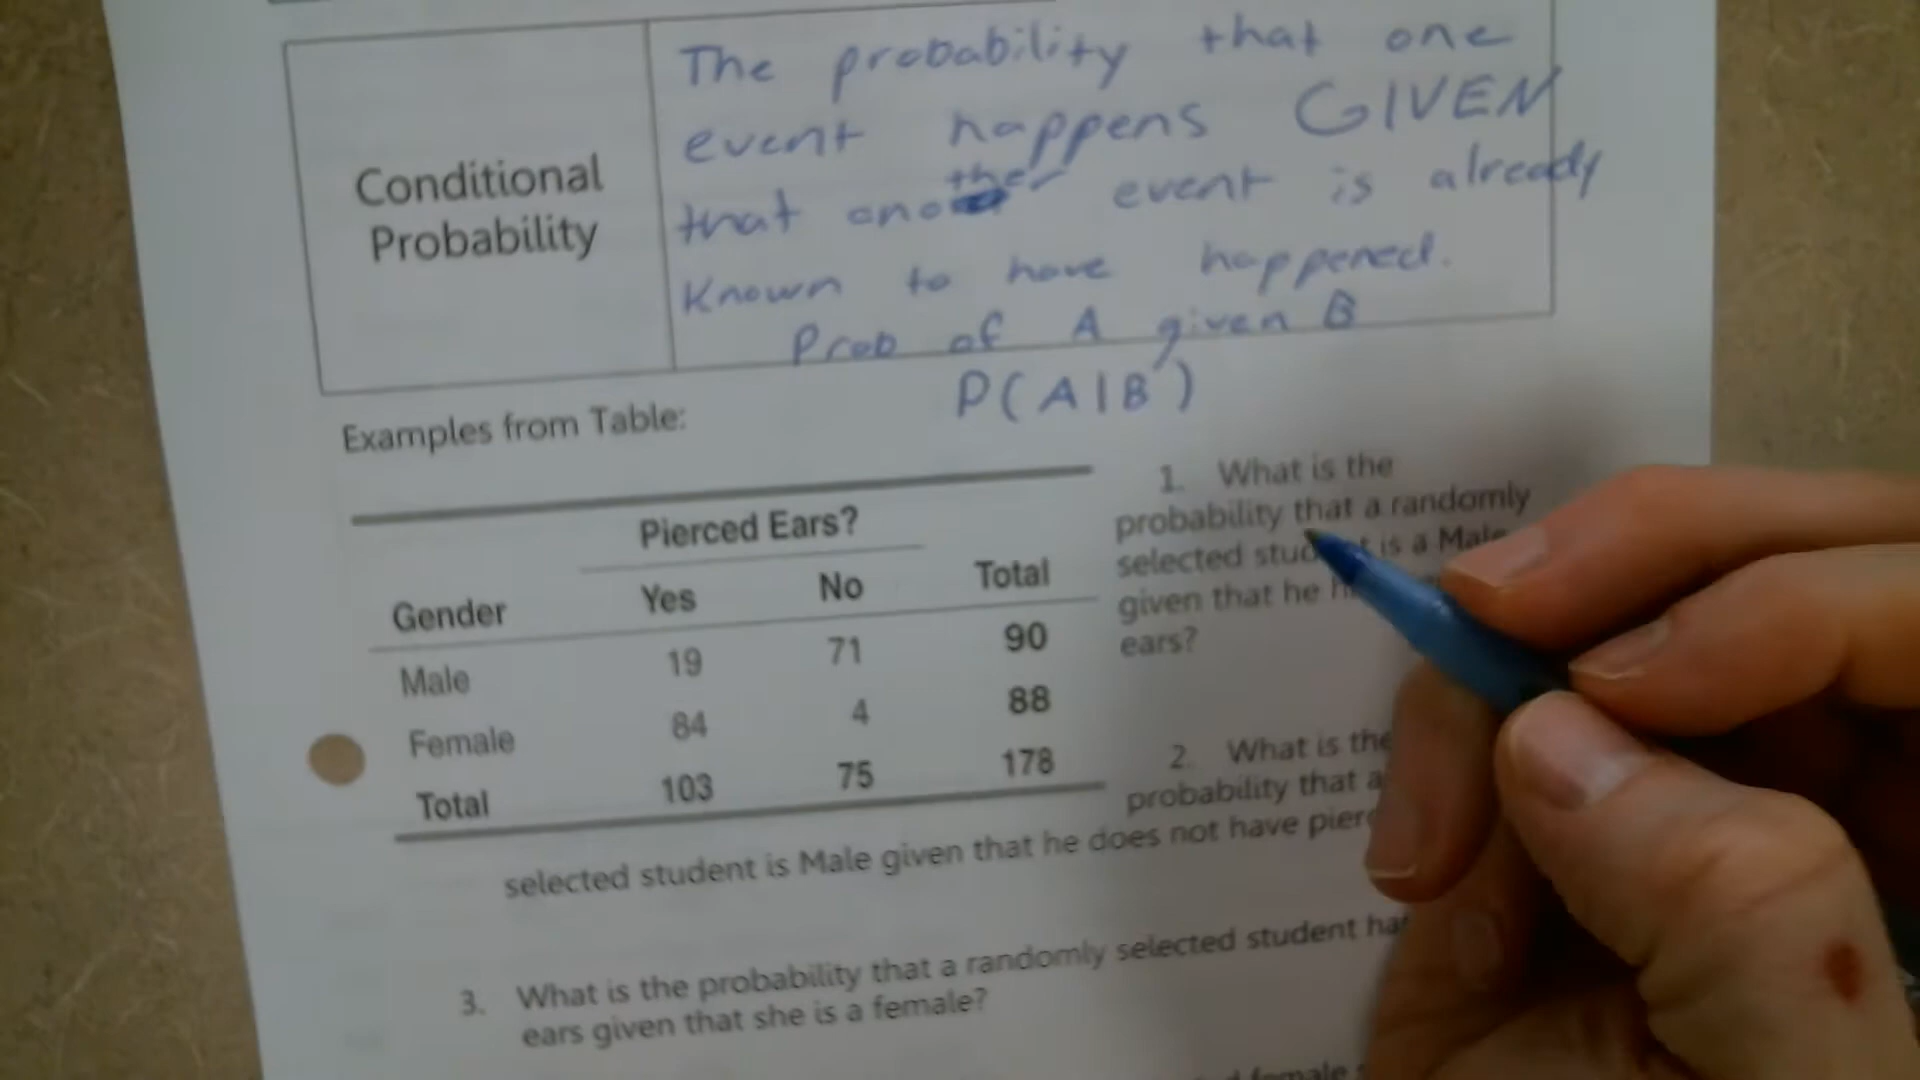 The probability that one
event happens GIVEN
that another event is already
Known to have happened.
Prob of A given B
P(A|B)
Conditional
Probability
Examples from Table:
Pierced Ears?
Gender Yes No Total
Male 19 71 90
Female 84 4 88
Total 103 75 178
1. What is the
probability that a randomly
selected is a Male
given that he
ears?
2. What is the
probability that a
selected student is Male given that he does not have
3. What is the probability that a randomly selected student
ears given that she is a female?
female